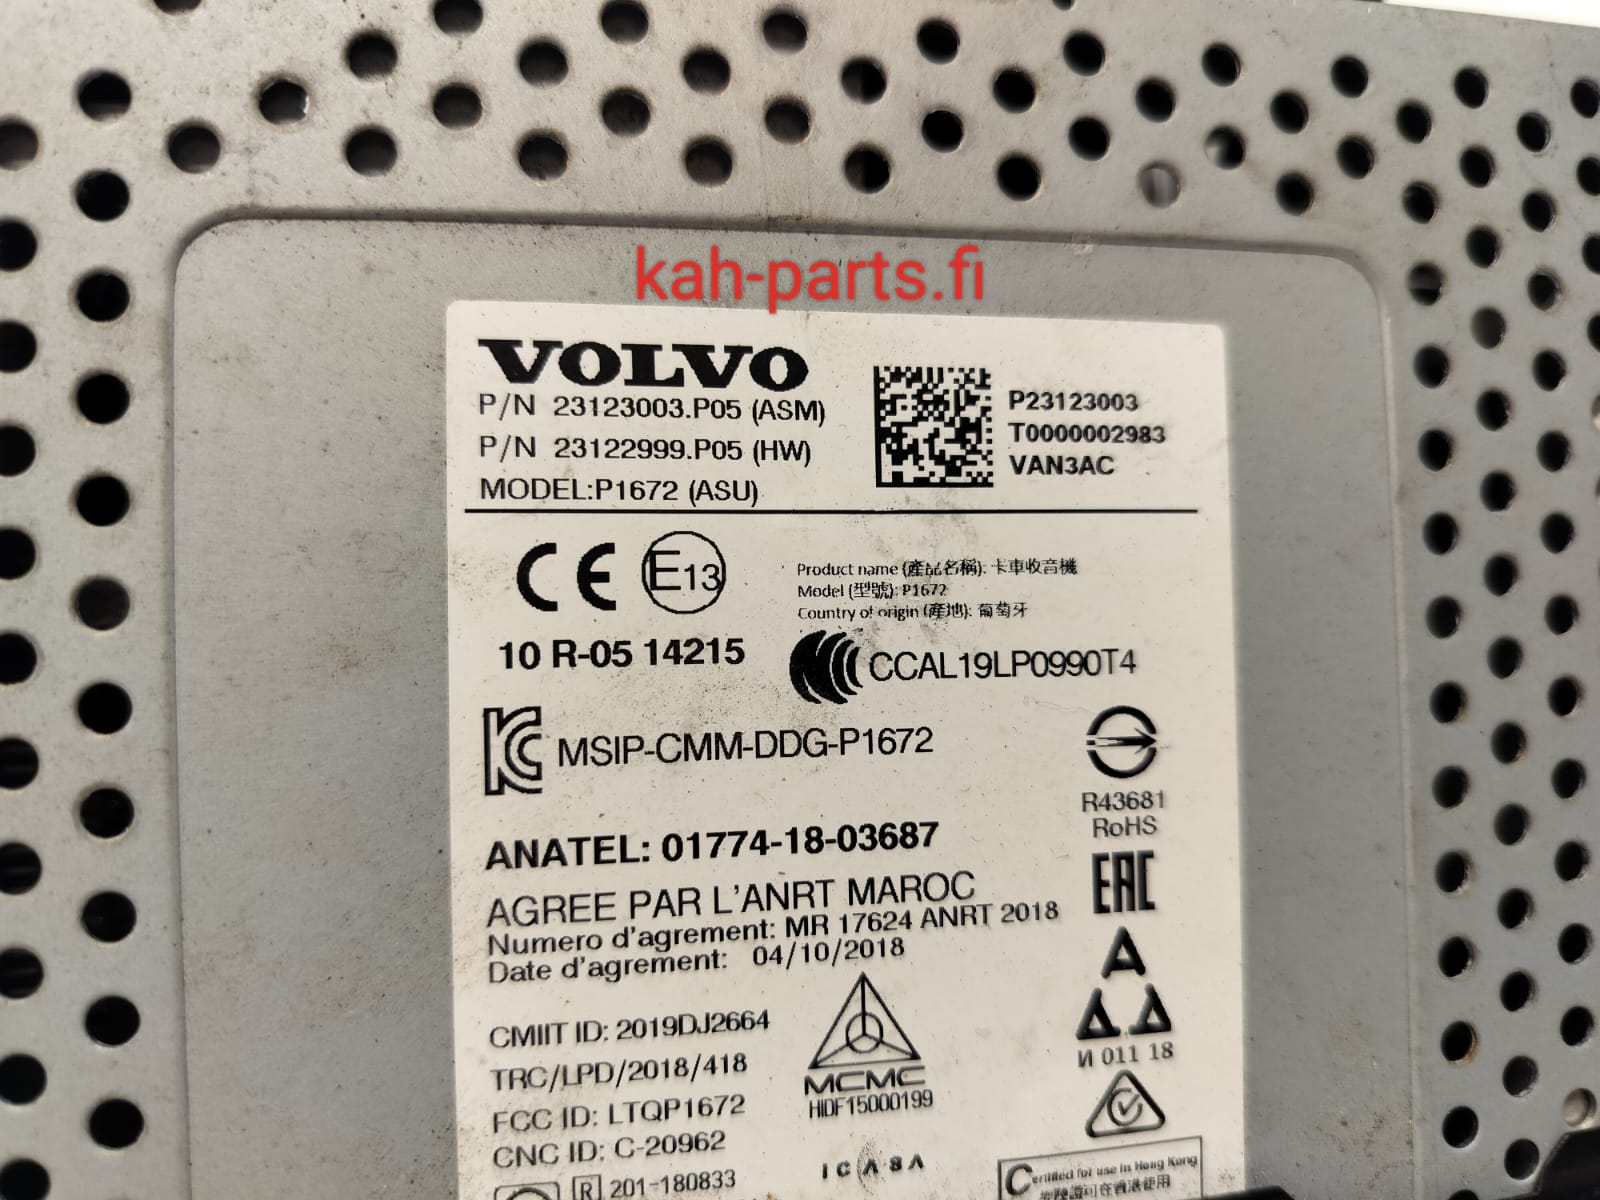 kah-parts.fi
VOLVO
P/N 23123003.P05 (ASM)
P/N 23122999.P05 (HW)
MODEL:P1672 (ASU)
P23123003
T0000002983
VAN3AC
CE E13
10 R-05 14215
Product name (產品名稱): 卡車收音機
Model (型號): P1672
Country of origin (產地): 葡萄牙
CCAL19LP0990T4
KC MSIP-CMM-DDG-P1672
R43681
RoHS
ANATEL: 01774-18-03687
AGREE PAR L'ANRT MAROC
Numero d'agrement: MR 17624 ANRT 2018
Date d'agrement: 04/10/2018
EAC
CMIIT ID: 2019DJ2664
TRC/LPD/2018/418
FCC ID: LTQP1672
CNC ID: C-20962
R 201-180833
MCMC
HIDF15000199
И 011 18
ICASA
Certified for use in Hong Kong